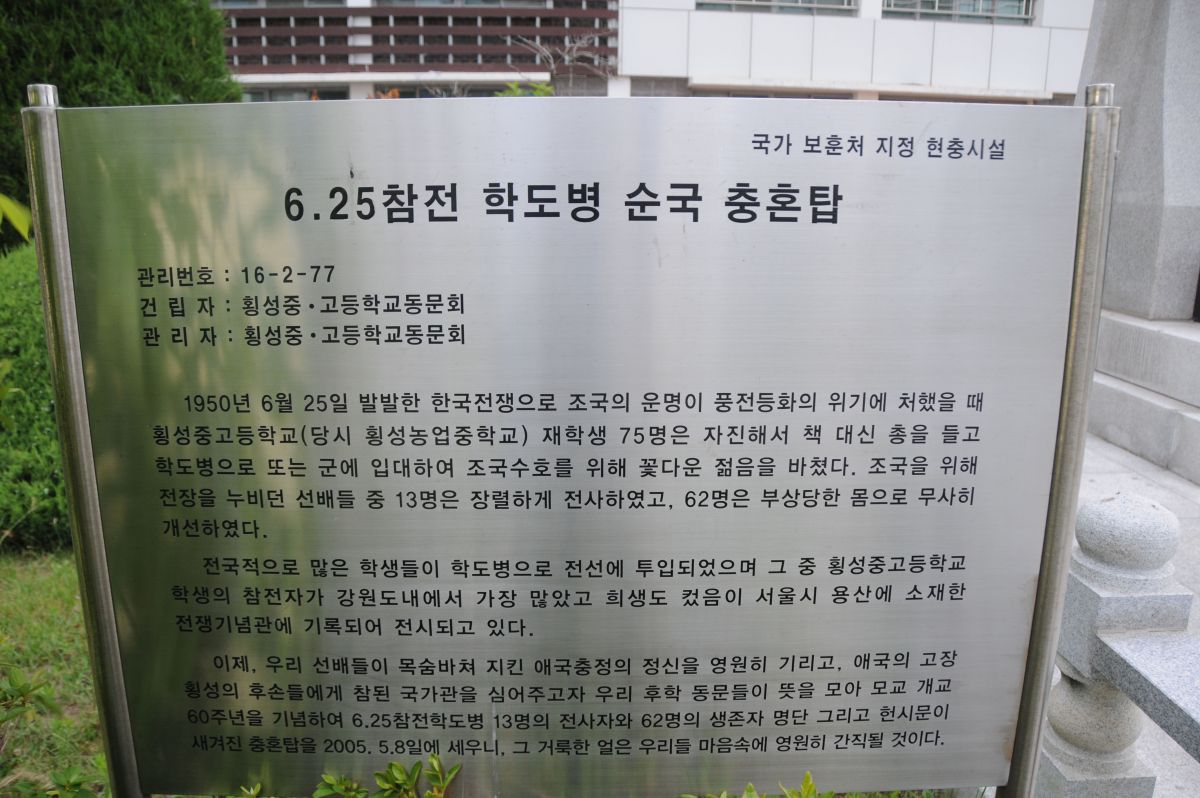 국가 보훈처 지정 현충시설
6.25참전 학도병 순국 충혼탑
관리번호 : 16-2-77
건 립 자 : 횡성중·고등학교동문회
관 리 자 : 횡성중·고등학교동문회
1950년 6월 25일 발발한 한국전쟁으로 조국의 운명이 풍전등화의 위기에 처했을 때
횡성중고등학교(당시 횡성농업중학교) 재학생 75명은 자진해서 책 대신 총을 들고
학도병으로 또는 군에 입대하여 조국수호를 위해 꽃다운 젊음을 바쳤다. 조국을 위해
전장을 누비던 선배들 중 13명은 장렬하게 전사하였고, 62명은 부상당한 몸으로 무사히
개선하였다.
전국적으로 많은 학생들이 학도병으로 전선에 투입되었으며 그 중 횡성중고등학교
학생의 참전자가 강원도내에서 가장 많았고 희생도 컸음이 서울시 용산에 소재한
전쟁기념관에 기록되어 전시되고 있다.
이제, 우리 선배들이 목숨바쳐 지킨 애국충정의 정신을 영원히 기리고, 애국의 고장
횡성의 후손들에게 참된 국가관을 심어주고자 우리 후학 동문들이 뜻을 모아 모교 개교
60주년을 기념하여 6.25참전학도병 13명의 전사자와 62명의 생존자 명단 그리고 헌시문이
새겨진 충혼탑을 2005. 5.8일에 세우니, 그 거룩한 얼은 우리들 마음속에 영원히 간직될 것이다.